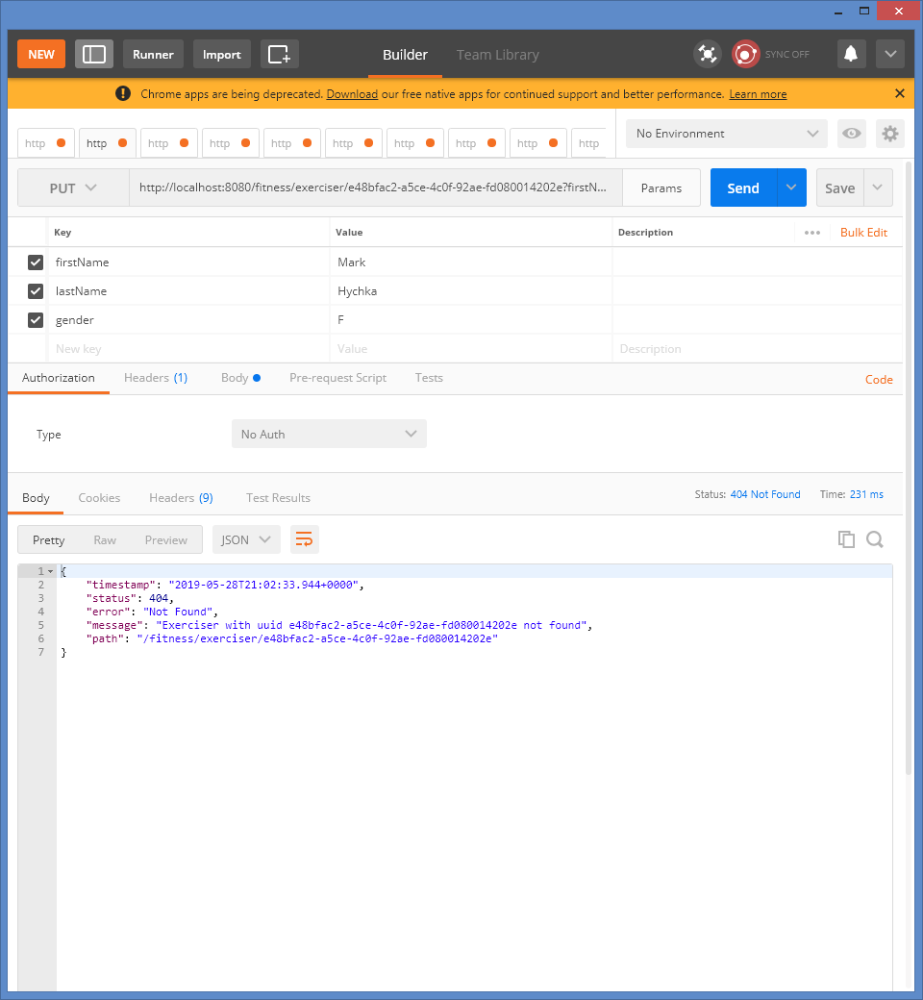 NEW Runner Import Builder Team Library SYNC OFF
Chrome apps are being deprecated. Download our free native apps for continued support and better performance. Learn more
http http http http http http http http http http No Environment
PUT http://localhost:8080/fitness/exerciser/e48bfac2-a5ce-4c0f-92ae-fd080014202e?firstN... Params Send Save
Key Value Description Bulk Edit
firstName Mark
lastName Hychka
gender F
New key Value Description
Authorization Headers (1) Body Pre-request Script Tests Code
Type No Auth
Body Cookies Headers (9) Test Results Status: 404 Not Found Time: 231 ms
Pretty Raw Preview JSON
1 {
2 "timestamp": "2019-05-28T21:02:33.944+0000",
3 "status": 404,
4 "error": "Not Found",
5 "message": "Exerciser with uuid e48bfac2-a5ce-4c0f-92ae-fd080014202e not found",
6 "path": "/fitness/exerciser/e48bfac2-a5ce-4c0f-92ae-fd080014202e"
7 }